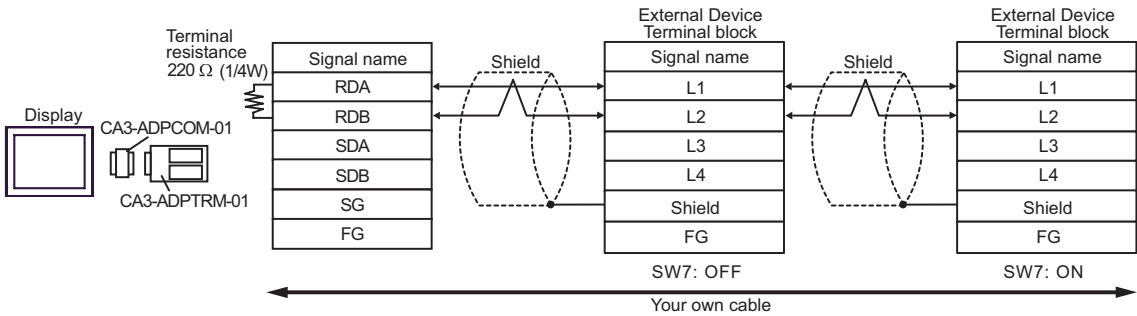 Terminal
resistance
220 Ω (1/4W)
Display
CA3-ADPCOM-01
CA3-ADPTRM-01
Signal name
RDA
RDB
SDA
SDB
SG
FG
Shield
External Device
Terminal block
Signal name
L1
L2
L3
L4
Shield
FG
SW7: OFF
Shield
External Device
Terminal block
Signal name
L1
L2
L3
L4
Shield
FG
SW7: ON
Your own cable